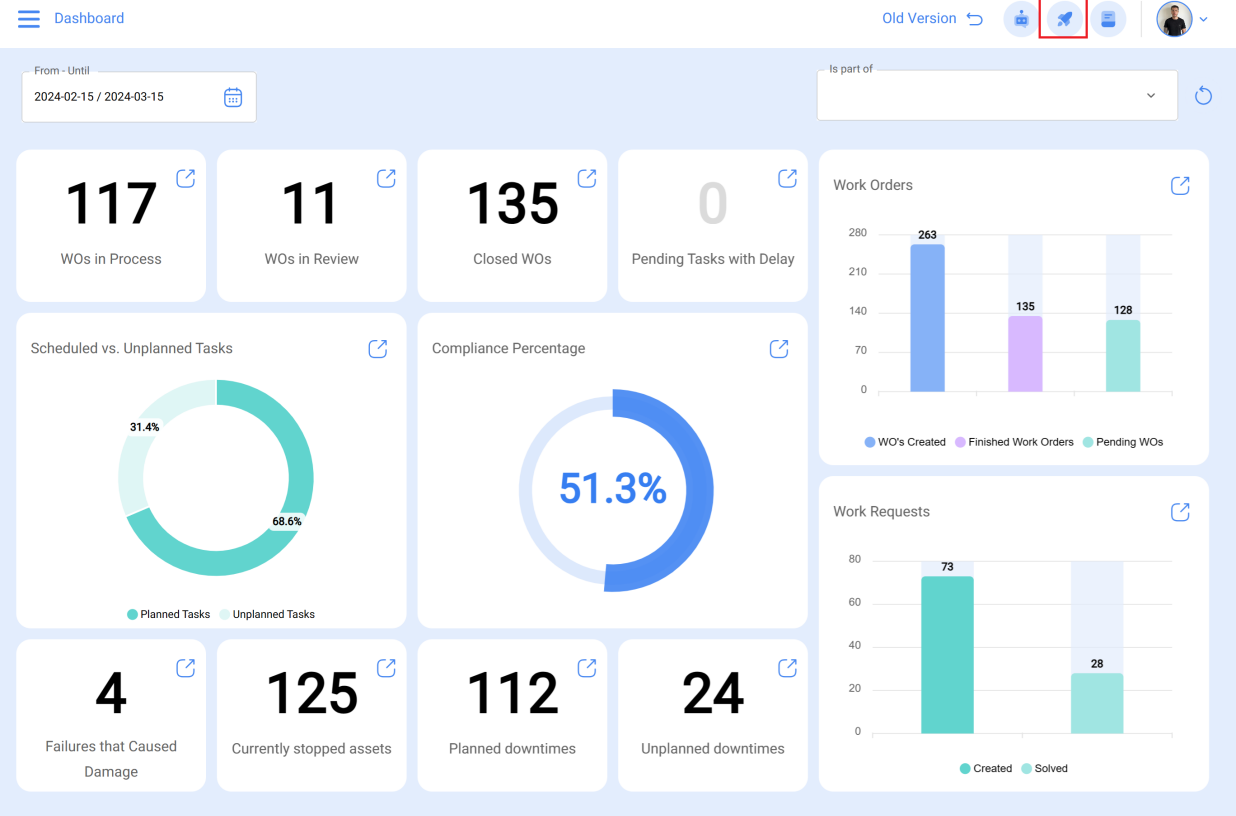 Dashboard
Old Version
From - Until
2024-02-15 / 2024-03-15
Is part of
117
WOs in Process
11
WOs in Review
135
Closed WOs
0
Pending Tasks with Delay
Work Orders
280
210
140
70
0
263
135
128
WO's Created
Finished Work Orders
Pending WOs
Scheduled vs. Unplanned Tasks
31.4%
68.6%
Planned Tasks
Unplanned Tasks
Compliance Percentage
51.3%
Work Requests
80
60
40
20
0
73
28
Created
Solved
4
Failures that Caused
Damage
125
Currently stopped assets
112
Planned downtimes
24
Unplanned downtimes